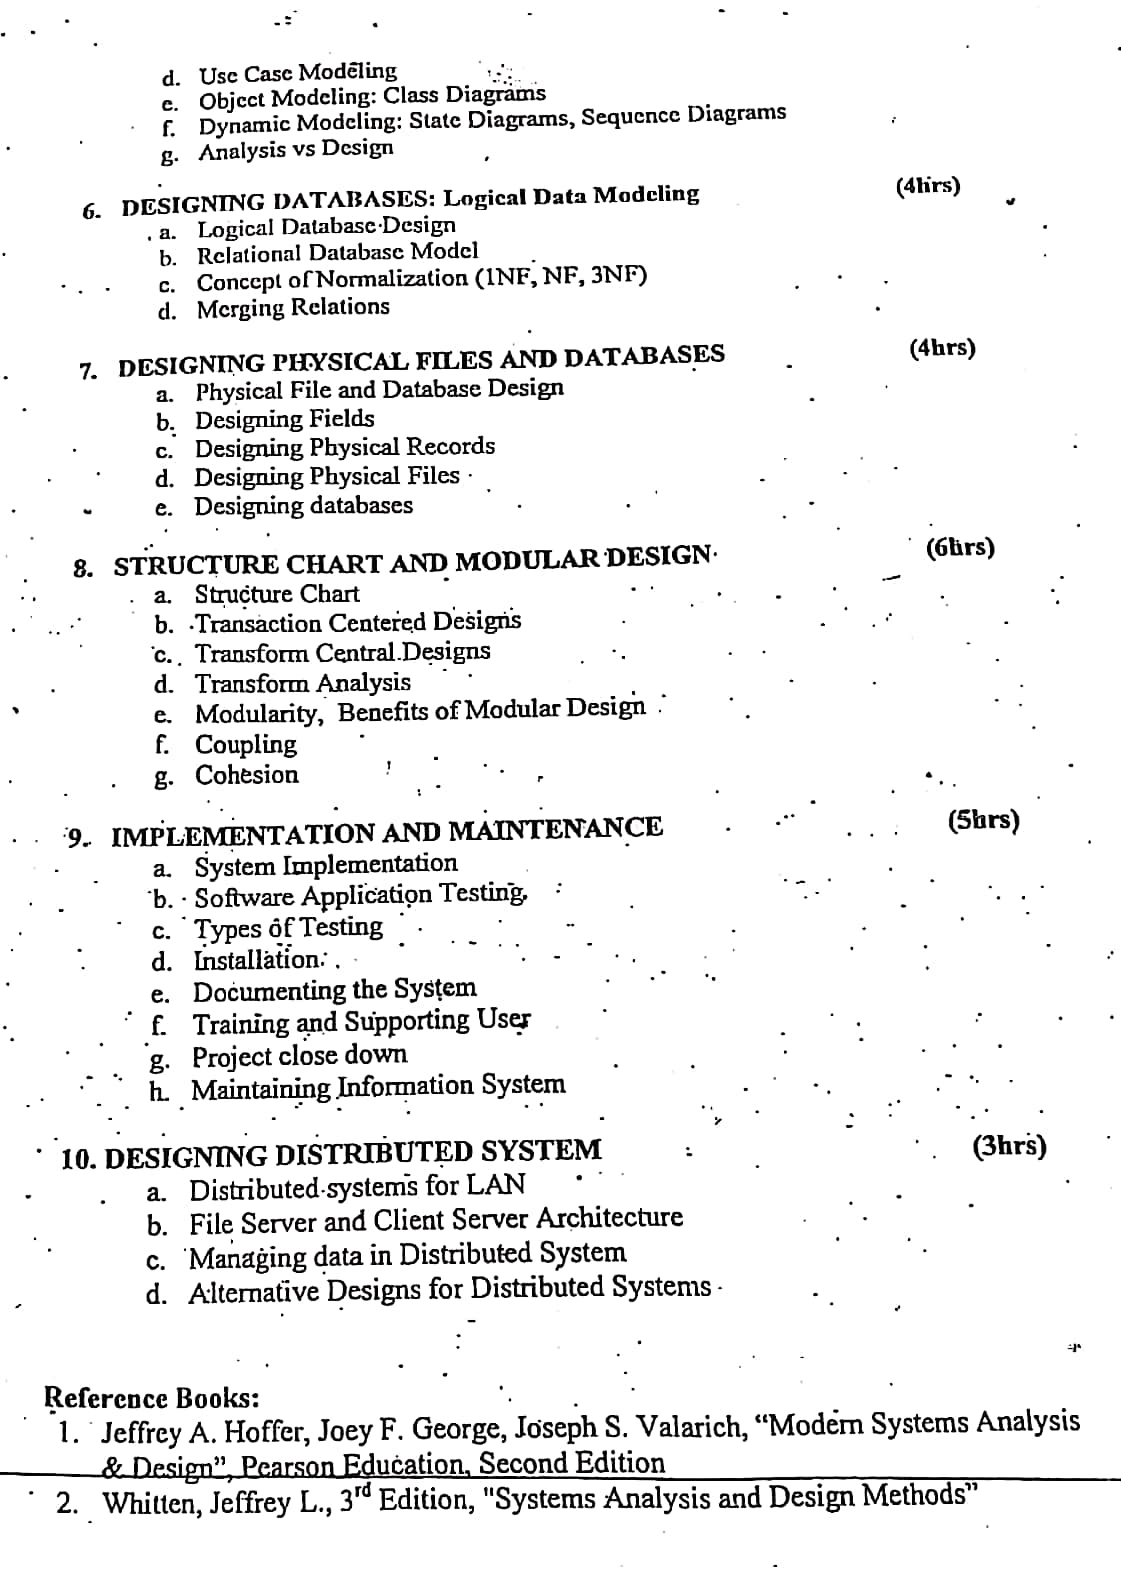 d. Use Case Modeling
e. Object Modeling: Class Diagrams
f. Dynamic Modeling: State Diagrams, Sequence Diagrams
g. Analysis vs Design
6. DESIGNING DATABASES: Logical Data Modeling (4hrs)
a. Logical Database Design
b. Relational Database Model
c. Concept of Normalization (1NF, NF, 3NF)
d. Merging Relations
7. DESIGNING PHYSICAL FILES AND DATABASES (4hrs)
a. Physical File and Database Design
b. Designing Fields
c. Designing Physical Records
d. Designing Physical Files
e. Designing databases
8. STRUCTURE CHART AND MODULAR DESIGN (6hrs)
a. Structure Chart
b. Transaction Centered Designs
c. Transform Central Designs
d. Transform Analysis
e. Modularity, Benefits of Modular Design
f. Coupling
g. Cohesion
9. IMPLEMENTATION AND MAINTENANCE (5hrs)
a. System Implementation
b. Software Application Testing
c. Types of Testing
d. Installation
e. Documenting the System
f. Training and Supporting User
g. Project close down
h. Maintaining Information System
10. DESIGNING DISTRIBUTED SYSTEM (3hrs)
a. Distributed systems for LAN
b. File Server and Client Server Architecture
c. Managing data in Distributed System
d. Alternative Designs for Distributed Systems
Reference Books:
1. Jeffrey A. Hoffer, Joey F. George, Joseph S. Valarich, “Modern Systems Analysis
& Design”, Pearson Education, Second Edition
2. Whitten, Jeffrey L., 3rd Edition, "Systems Analysis and Design Methods”